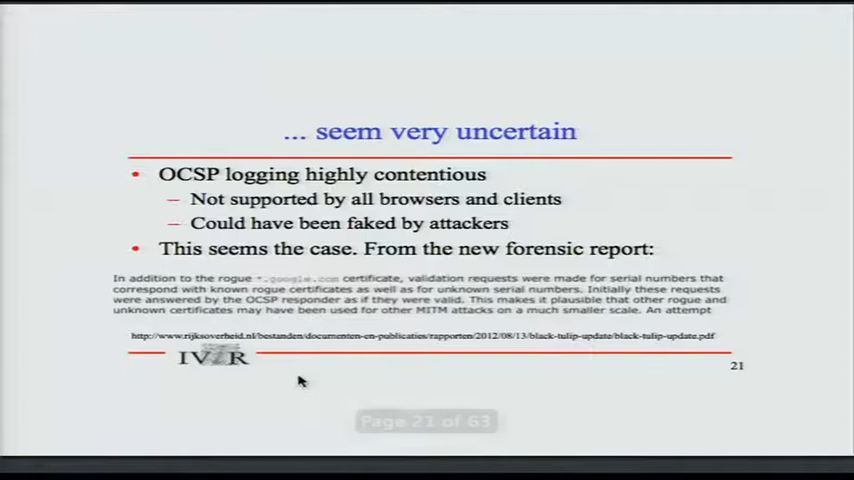 ... seem very uncertain
• OCSP logging highly contentious
– Not supported by all browsers and clients
– Could have been faked by attackers
• This seems the case. From the new forensic report:
In addition to the rogue *.google.com certificate, validation requests were made for serial numbers that
correspond with known rogue certificates as well as for unknown serial numbers. Initially these requests
were answered by the OCSP responder as if they were valid. This makes it plausible that other rogue and
unknown certificates may have been used for other MITM attacks on a much smaller scale. An attempt
http://www.rijksoverheid.nl/bestanden/documenten-en-publicaties/rapporten/2012/08/13/black-tulip-update/black-tulip-update.pdf
IViR
21
Page 21 of 63